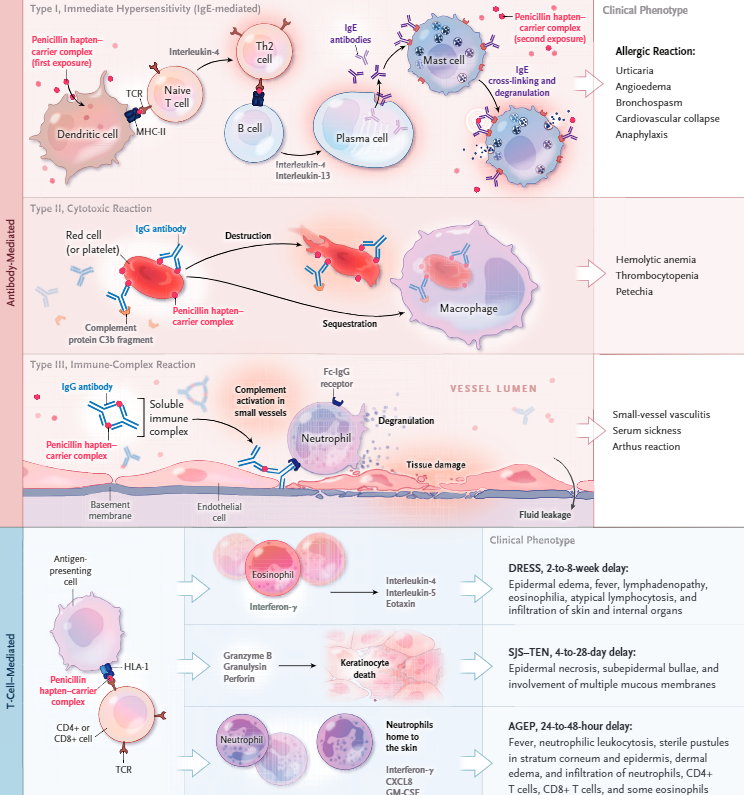 Type I, Immediate Hypersensitivity (IgE-mediated)
Clinical Phenotype
Penicillin hapten–
carrier complex
(first exposure)
Interleukin-4
Th2
cell
IgE
antibodies
Penicillin hapten–
carrier complex
(second exposure)
Mast cell
IgE
cross-linking and
degranulation
TCR
Naive
T cell
Dendritic cell
MHC-II
B cell
Plasma cell
Interleukin-4
Interleukin-13
Allergic Reaction:
Urticaria
Angioedema
Bronchospasm
Cardiovascular collapse
Anaphylaxis
Antibody-Mediated
Type II, Cytotoxic Reaction
Red cell
(or platelet)
IgG antibody
Destruction
Penicillin hapten–
carrier complex
Complement
protein C3b fragment
Sequestration
Macrophage
Hemolytic anemia
Thrombocytopenia
Petechia
Type III, Immune-Complex Reaction
IgG antibody
Soluble
immune
complex
Penicillin hapten–
carrier complex
Complement
activation in
small vessels
Fc-IgG
receptor
Neutrophil
Degranulation
VESSEL LUMEN
Tissue damage
Basement
membrane
Endothelial
cell
Fluid leakage
Small-vessel vasculitis
Serum sickness
Arthus reaction
T-Cell–Mediated
Clinical Phenotype
Antigen-
presenting
cell
HLA-1
Penicillin
hapten–carrier
complex
CD4+ or
CD8+ cell
TCR
Eosinophil
Interferon-γ
Interleukin-4
Interleukin-5
Eotaxin
DRESS, 2-to-8-week delay:
Epidermal edema, fever, lymphadenopathy,
eosinophilia, atypical lymphocytosis, and
infiltration of skin and internal organs
Granzyme B
Granulysin
Perforin
Keratinocyte
death
SJS–TEN, 4-to-28-day delay:
Epidermal necrosis, subepidermal bullae, and
involvement of multiple mucous membranes
Neutrophil
Neutrophils
home to
the skin
Interferon-γ
CXCL8
GM-CSF
AGEP, 24-to-48-hour delay:
Fever, neutrophilic leukocytosis, sterile pustules
in stratum corneum and epidermis, dermal
edema, and infiltration of neutrophils, CD4+
T cells, CD8+ T cells, and some eosinophils